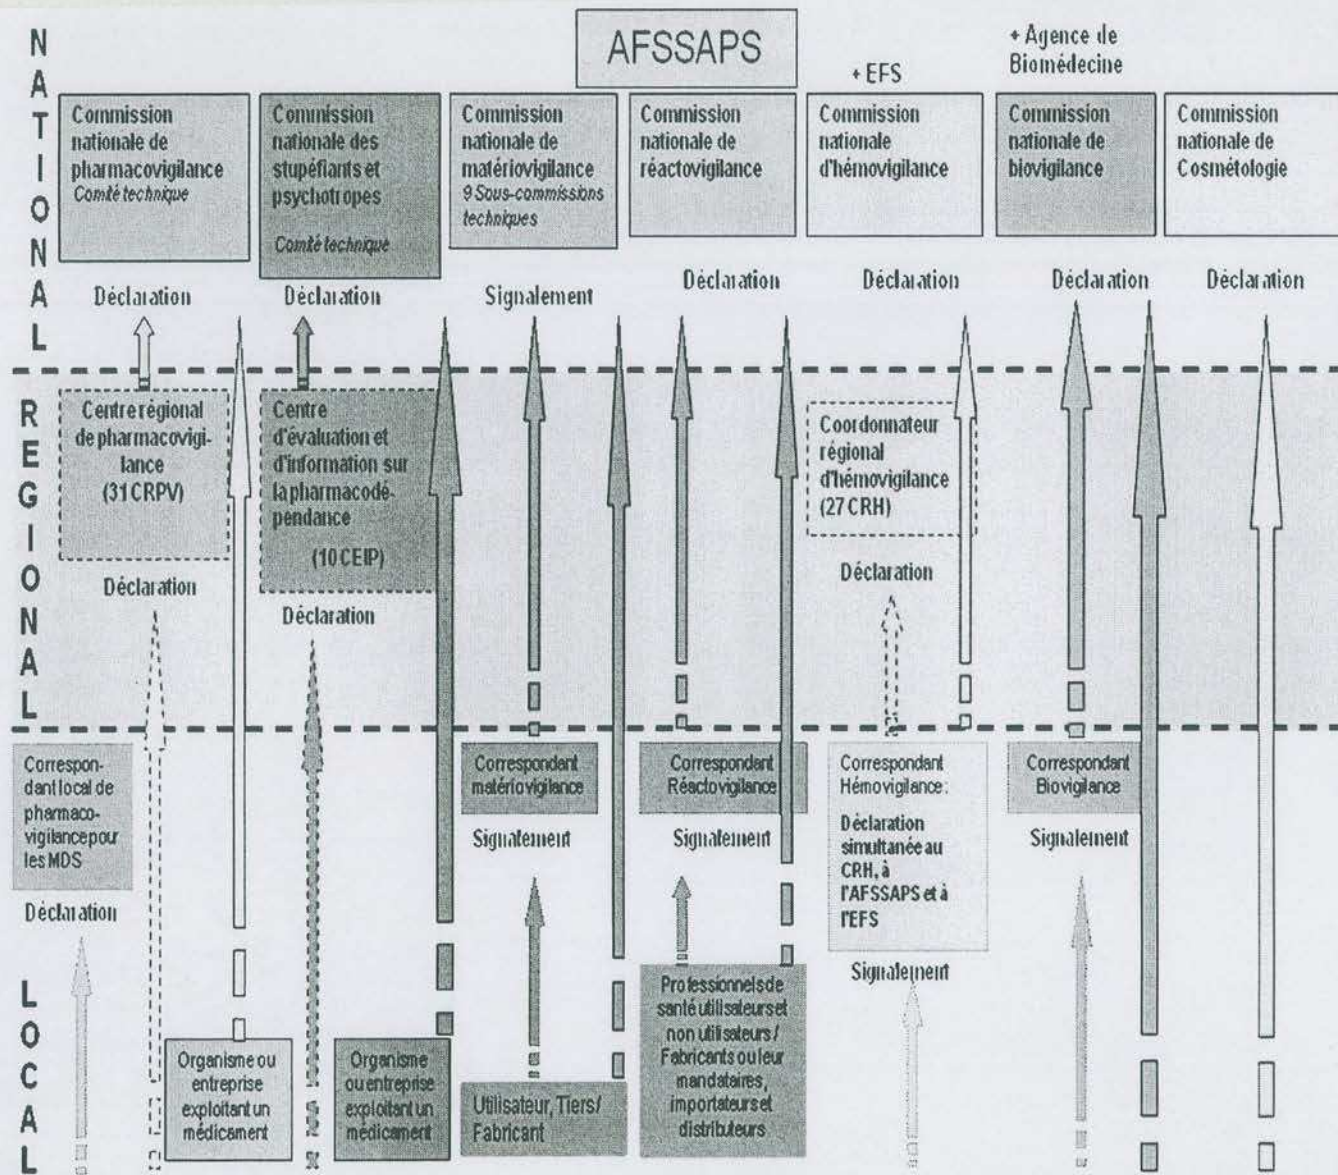 NATIONAL
AFSSAPS
+ EFS
+ Agence de
Biomédecine
Commission
nationale de
pharmacovigilance
Comité technique
Commission
nationale des
stupéfiants et
psychotropes
Comité technique
Commission
nationale de
matériovigilance
9 Sous-commissions
techniques
Commission
nationale de
réactovigilance
Commission
nationale
d'hémovigilance
Commission
nationale de
biovigilance
Commission
nationale de
Cosmétologie
Déclaration
Déclaration
Signalement
Déclaration
Déclaration
Déclaration
Déclaration
REGIONAL
Centre régional
de pharmacovigi-
lance
(31 CRPV)
Centre
d'évaluation et
d'information sur
la pharmacodé-
pendance
(10 CEIP)
Coordonnateur
régional
d'hémovigilance
(27 CRH)
Déclaration
Déclaration
Déclaration
LOCAL
Correspon-
dant local de
pharmaco-
vigilance pour
les MDS
Déclaration
Correspondant
matériovigilance
Signalement
Correspondant
Réactovigilance
Signalement
Correspondant
Hémovigilance :
Déclaration
simultanée au
CRH, à
l'AFSSAPS et à
l'EFS
Signalement
Correspondant
Biovigilance
Signalement
Organisme ou
entreprise
exploitant un
médicament
Organisme
ou entreprise
exploitant un
médicament
Utilisateur, Tiers /
Fabricant
Professionnels de
santé utilisateurs et
non utilisateurs /
Fabricants ou leur
mandataires,
importateurs et
distributeurs